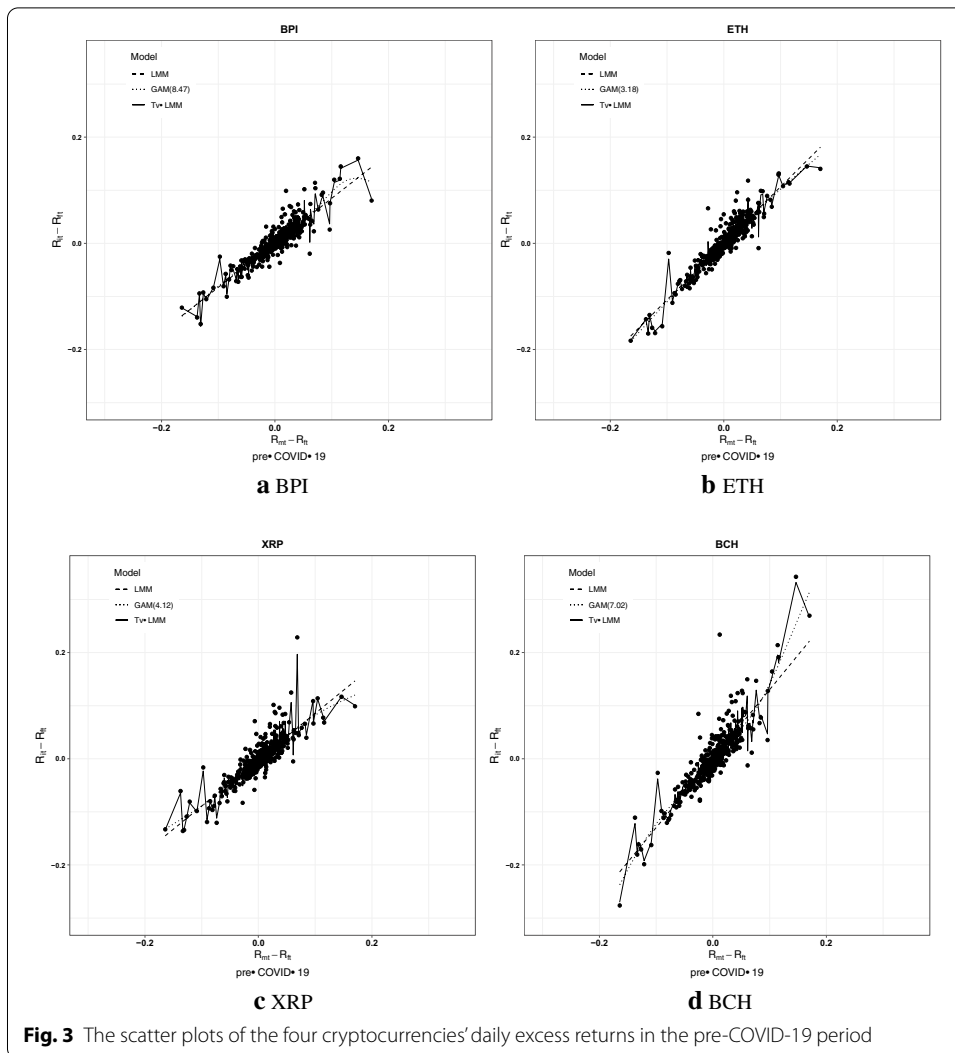 BPI
Model
LMM
GAM(8.47)
Tv•LMM
0.2
0.0
−0.2
R_it − R_ft
−0.2 0.0 0.2
R_mt − R_ft
pre•COVID•19
a BPI
ETH
Model
LMM
GAM(3.18)
Tv•LMM
0.2
0.0
−0.2
R_it − R_ft
−0.2 0.0 0.2
R_mt − R_ft
pre•COVID•19
b ETH
XRP
Model
LMM
GAM(4.12)
Tv•LMM
0.2
0.0
−0.2
R_it − R_ft
−0.2 0.0 0.2
R_mt − R_ft
pre•COVID•19
c XRP
BCH
Model
LMM
GAM(7.02)
Tv•LMM
0.2
0.0
−0.2
R_it − R_ft
−0.2 0.0 0.2
R_mt − R_ft
pre•COVID•19
d BCH
Fig. 3 The scatter plots of the four cryptocurrencies' daily excess returns in the pre-COVID-19 period